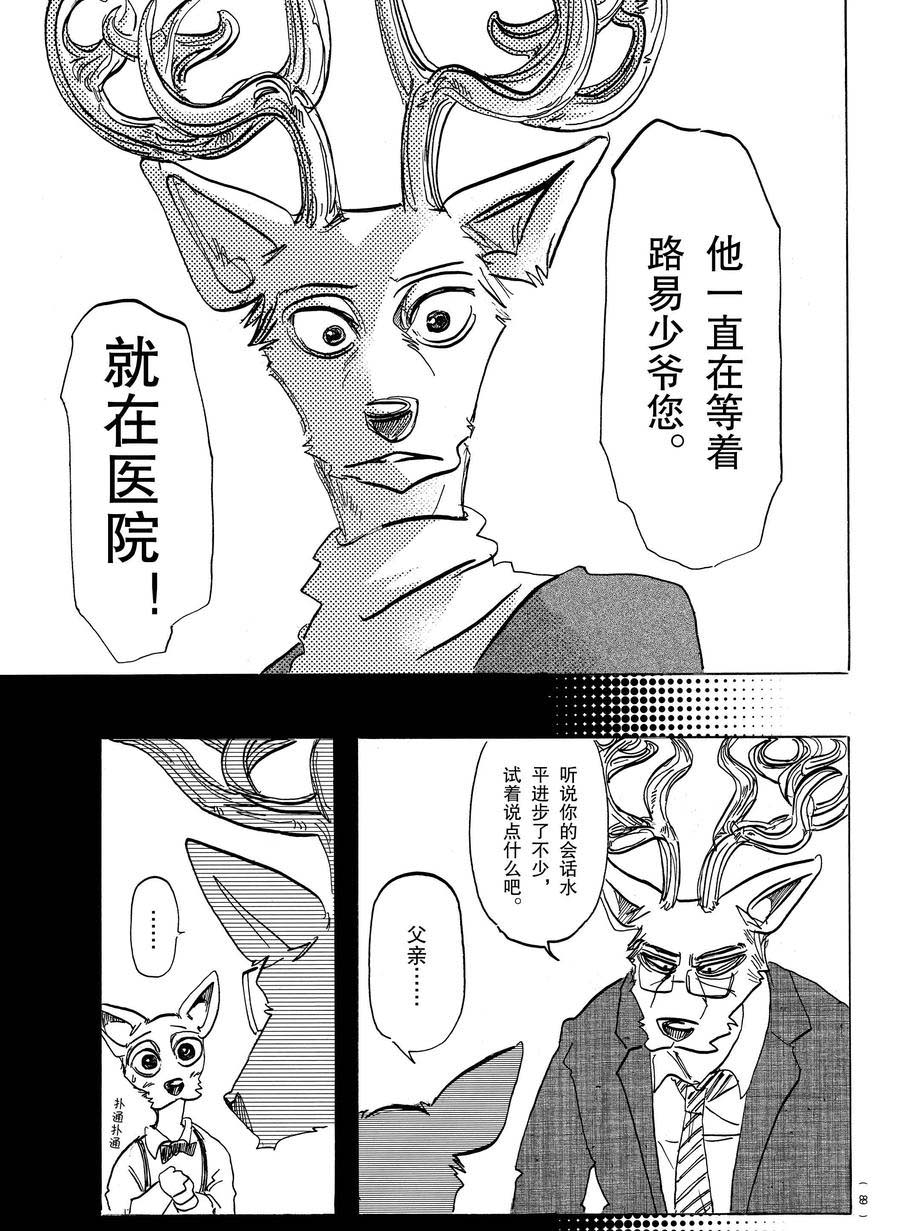 他一直在等着
路易少爷您。
就在医院！
听说你的会话水
平进步了不少，
试着说点什么吧。
父亲……
……
扑通扑通
（88）